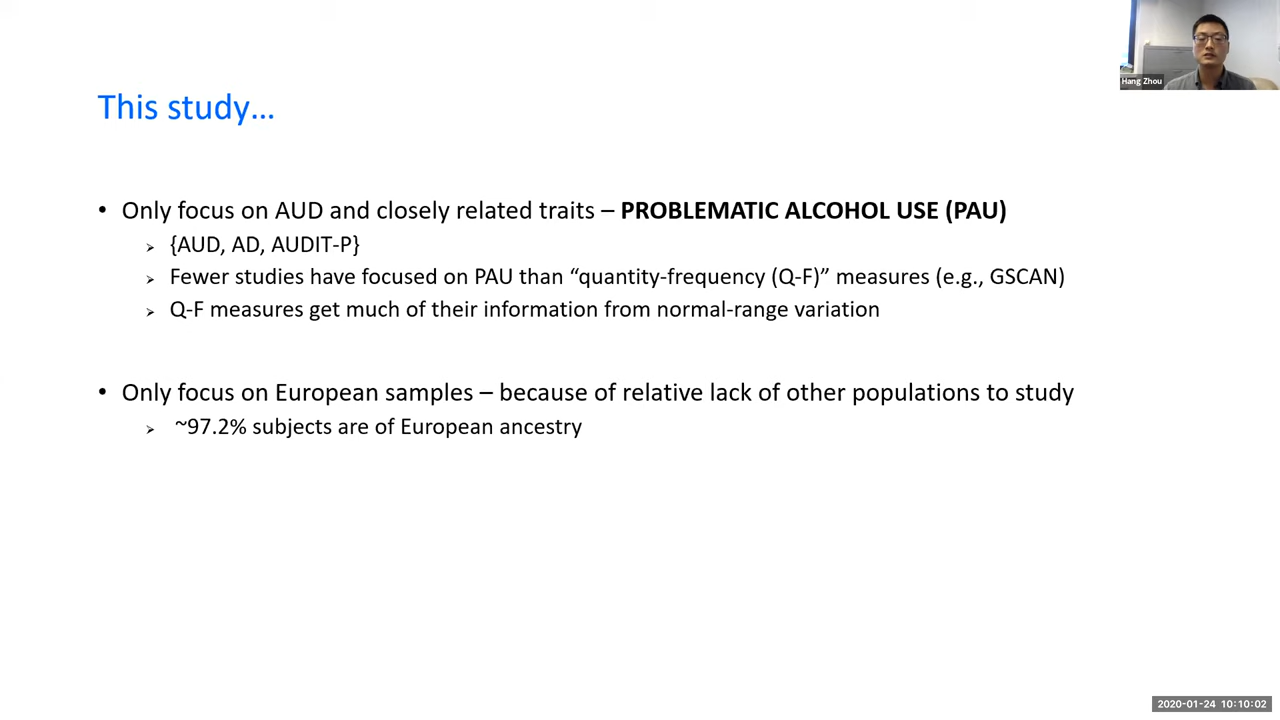 Hang Zhou
This study...
• Only focus on AUD and closely related traits – PROBLEMATIC ALCOHOL USE (PAU)
➢ {AUD, AD, AUDIT-P}
➢ Fewer studies have focused on PAU than “quantity-frequency (Q-F)” measures (e.g., GSCAN)
➢ Q-F measures get much of their information from normal-range variation
• Only focus on European samples – because of relative lack of other populations to study
➢ ~97.2% subjects are of European ancestry
2020-01-24 10:10:02